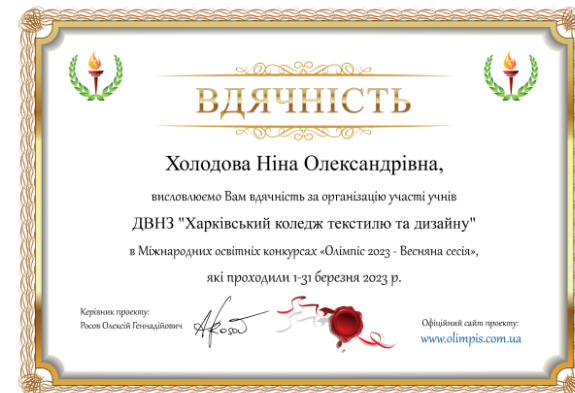 ВДЯЧНІСТЬ
Холодова Ніна Олександрівна,
висловлюємо Вам вдячність за організацію участі учнів
ДВНЗ "Харківський коледж текстилю та дизайну"
в Міжнародних освітніх конкурсах «Олімпіс 2023 - Весняна сесія»,
які проходили 1-31 березня 2023 р.
Керівник проекту:
Росов Олексій Геннадійович
Офіційний сайт проекту:
www.olimpis.com.ua